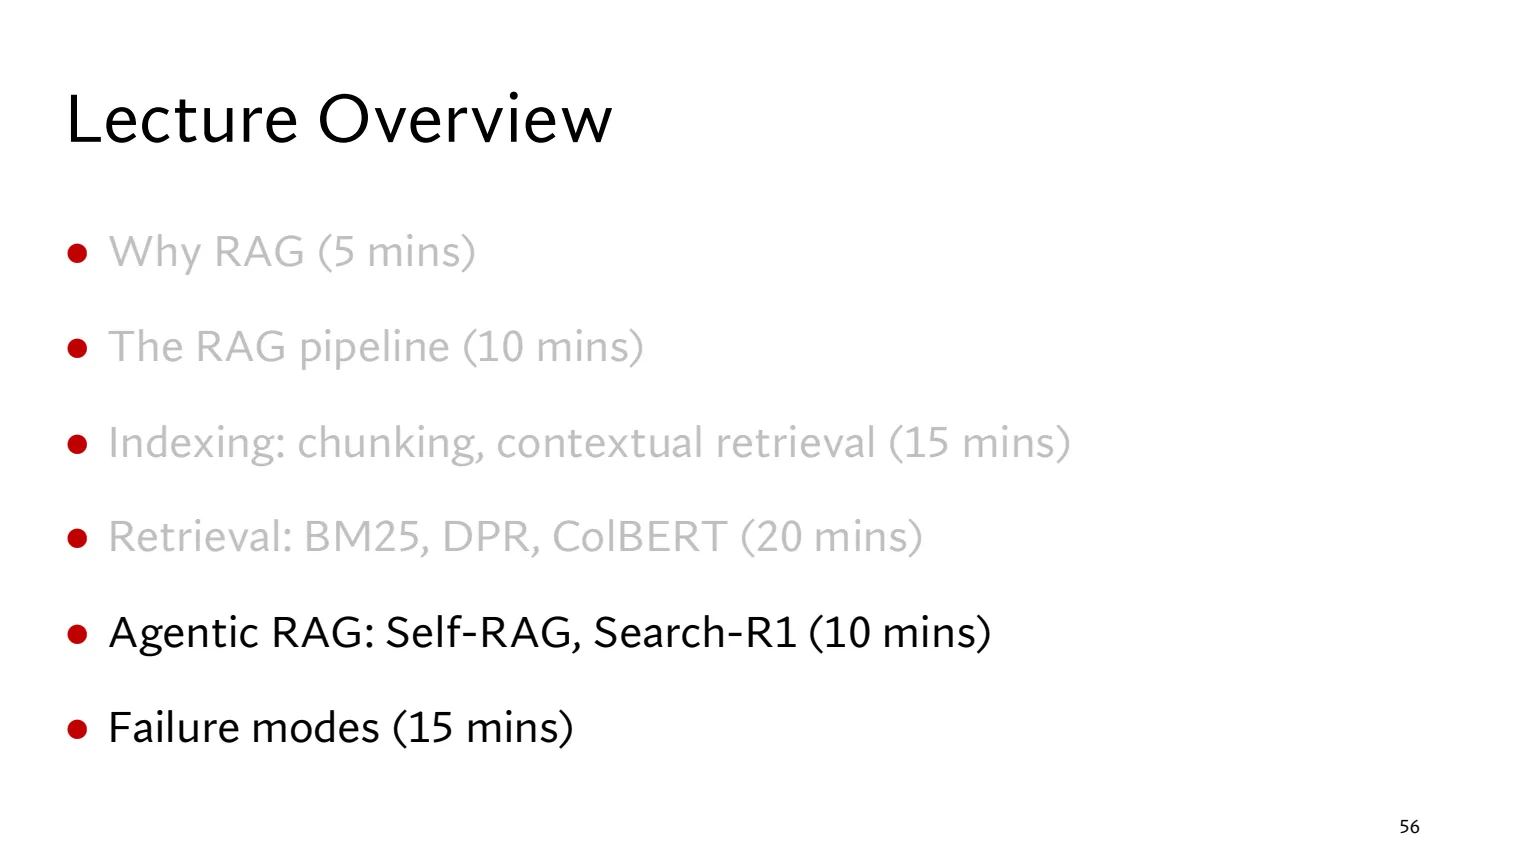 Lecture Overview
● Why RAG (5 mins)
● The RAG pipeline (10 mins)
● Indexing: chunking, contextual retrieval (15 mins)
● Retrieval: BM25, DPR, ColBERT (20 mins)
● Agentic RAG: Self-RAG, Search-R1 (10 mins)
● Failure modes (15 mins)
56